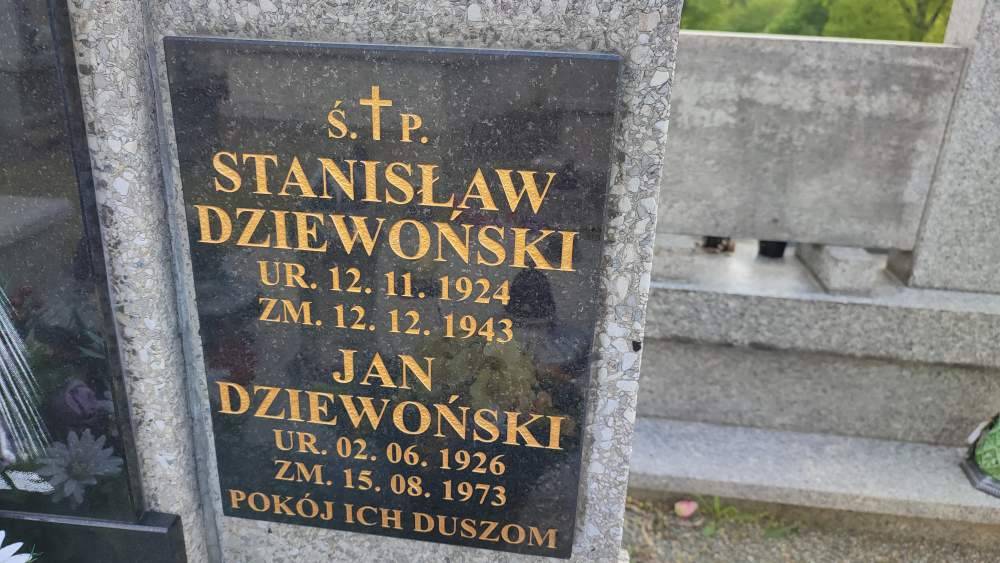 Ś. P.
STANISŁAW
DZIEWOŃSKI
UR. 12. 11. 1924
ZM. 12. 12. 1943
JAN
DZIEWOŃSKI
UR. 02. 06. 1926
ZM. 15. 08. 1973
POKÓJ ICH DUSZOM